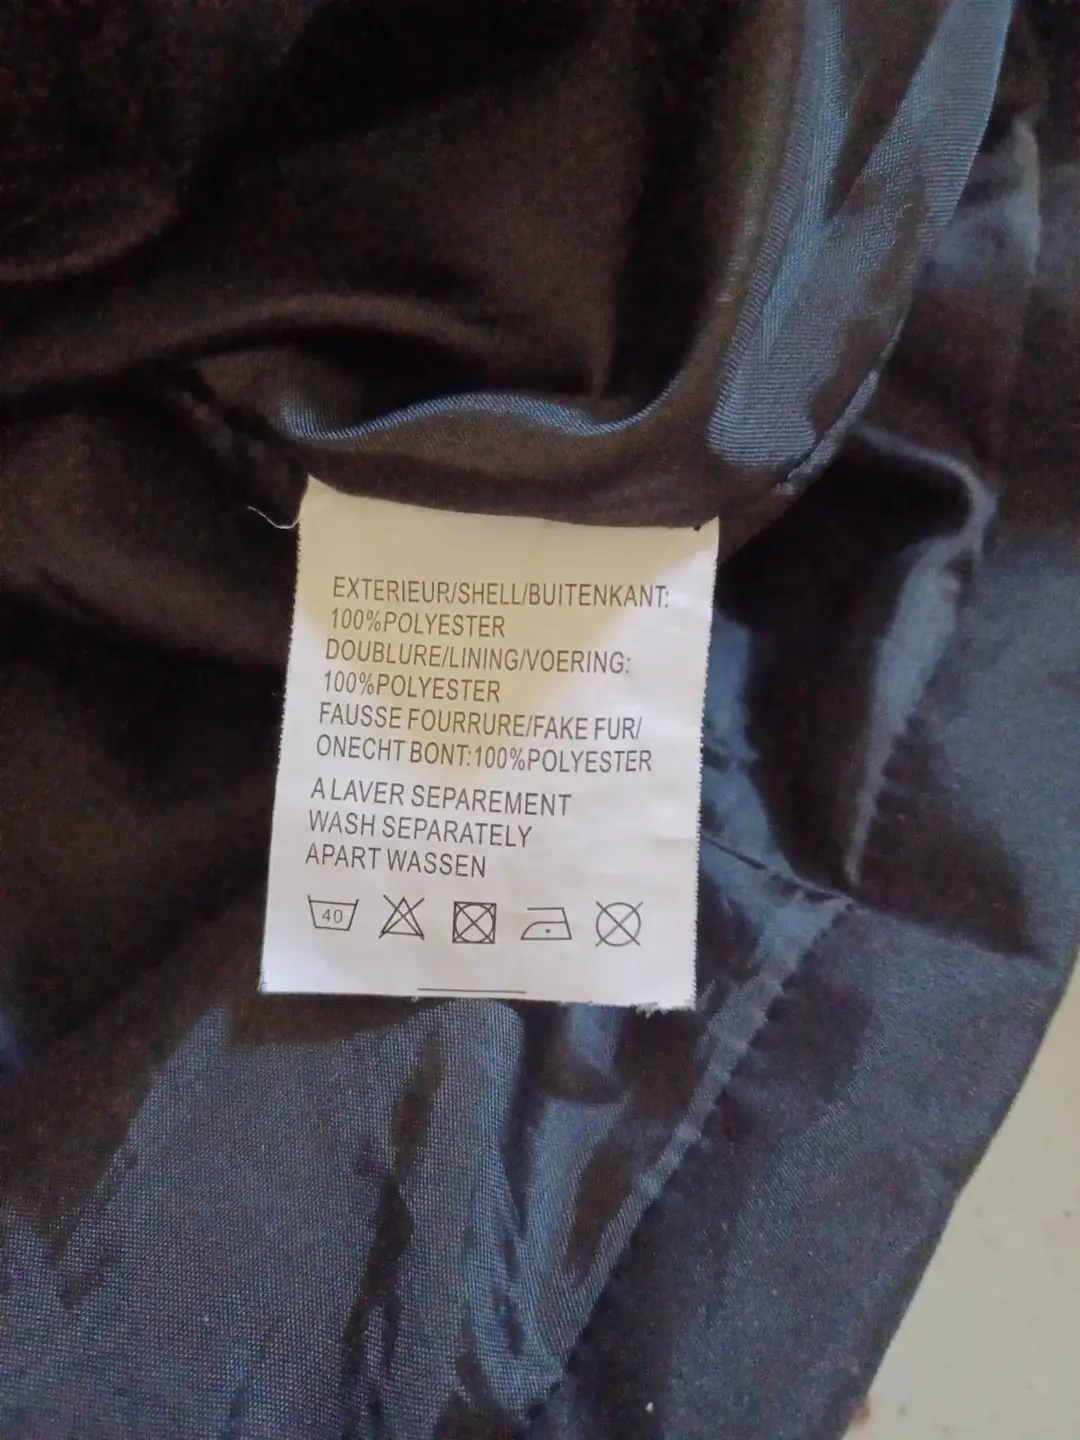 EXTERIEUR/SHELL/BUITENKANT:
100%POLYESTER
DOUBLURE/LINING/VOERING:
100%POLYESTER
FAUSSE FOURRURE/FAKE FUR/
ONECHT BONT:100%POLYESTER
A LAVER SEPAREMENT
WASH SEPARATELY
APART WASSEN
40